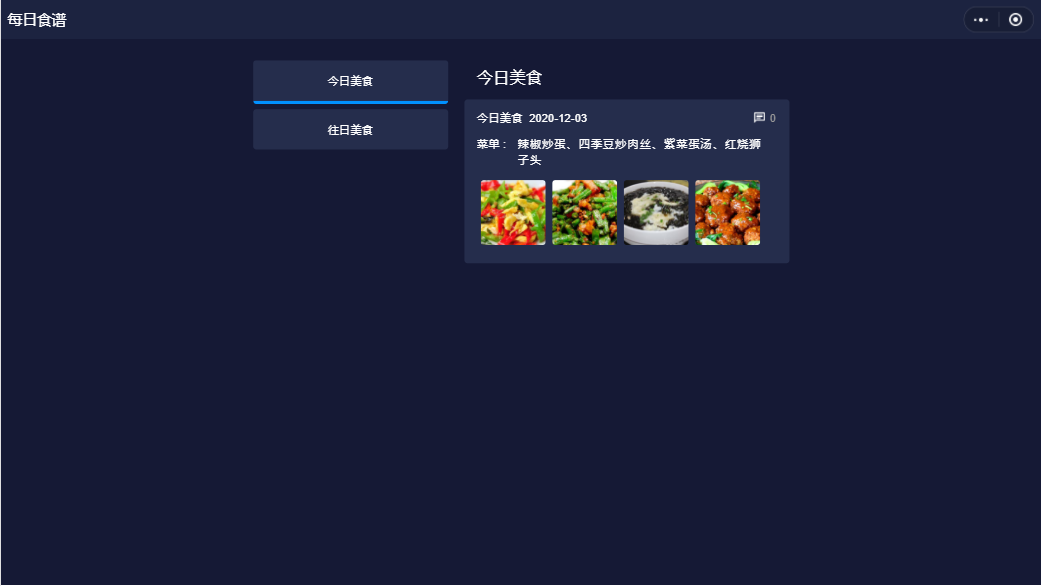 每日食谱
今日美食
往日美食
今日美食
今日美食 2020-12-03
0
菜单： 辣椒炒蛋、四季豆炒肉丝、紫菜蛋汤、红烧狮
子头